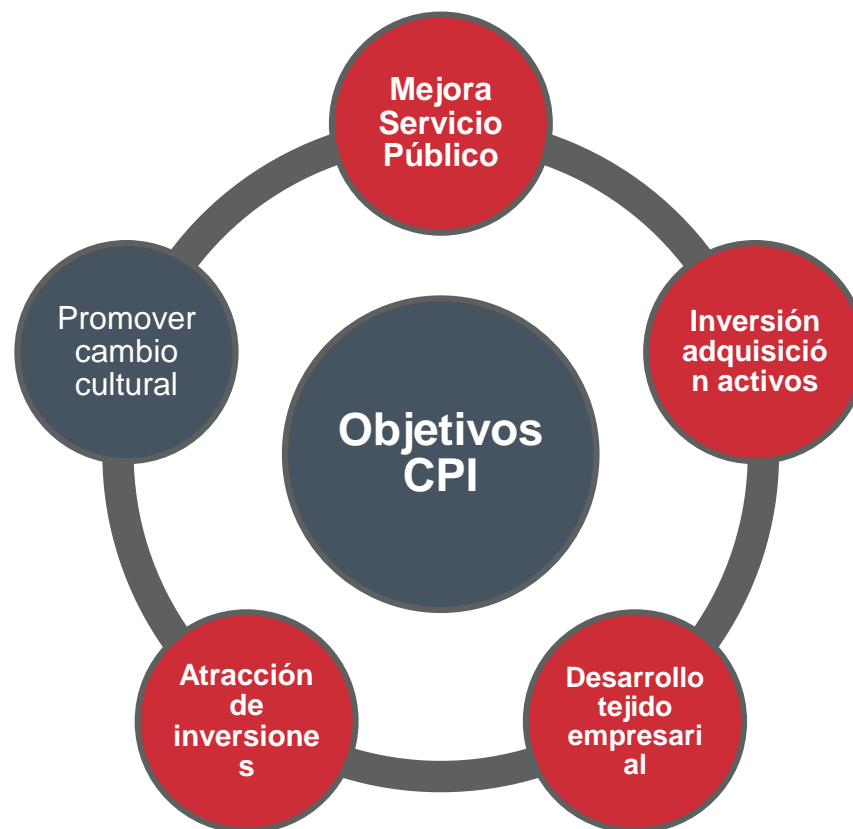 Mejora
Servicio
Público
Promover
cambio
cultural
Inversión
adquisició
n activos
Objetivos
CPI
Atracción
de
inversione
s
Desarrollo
tejido
empresari
al